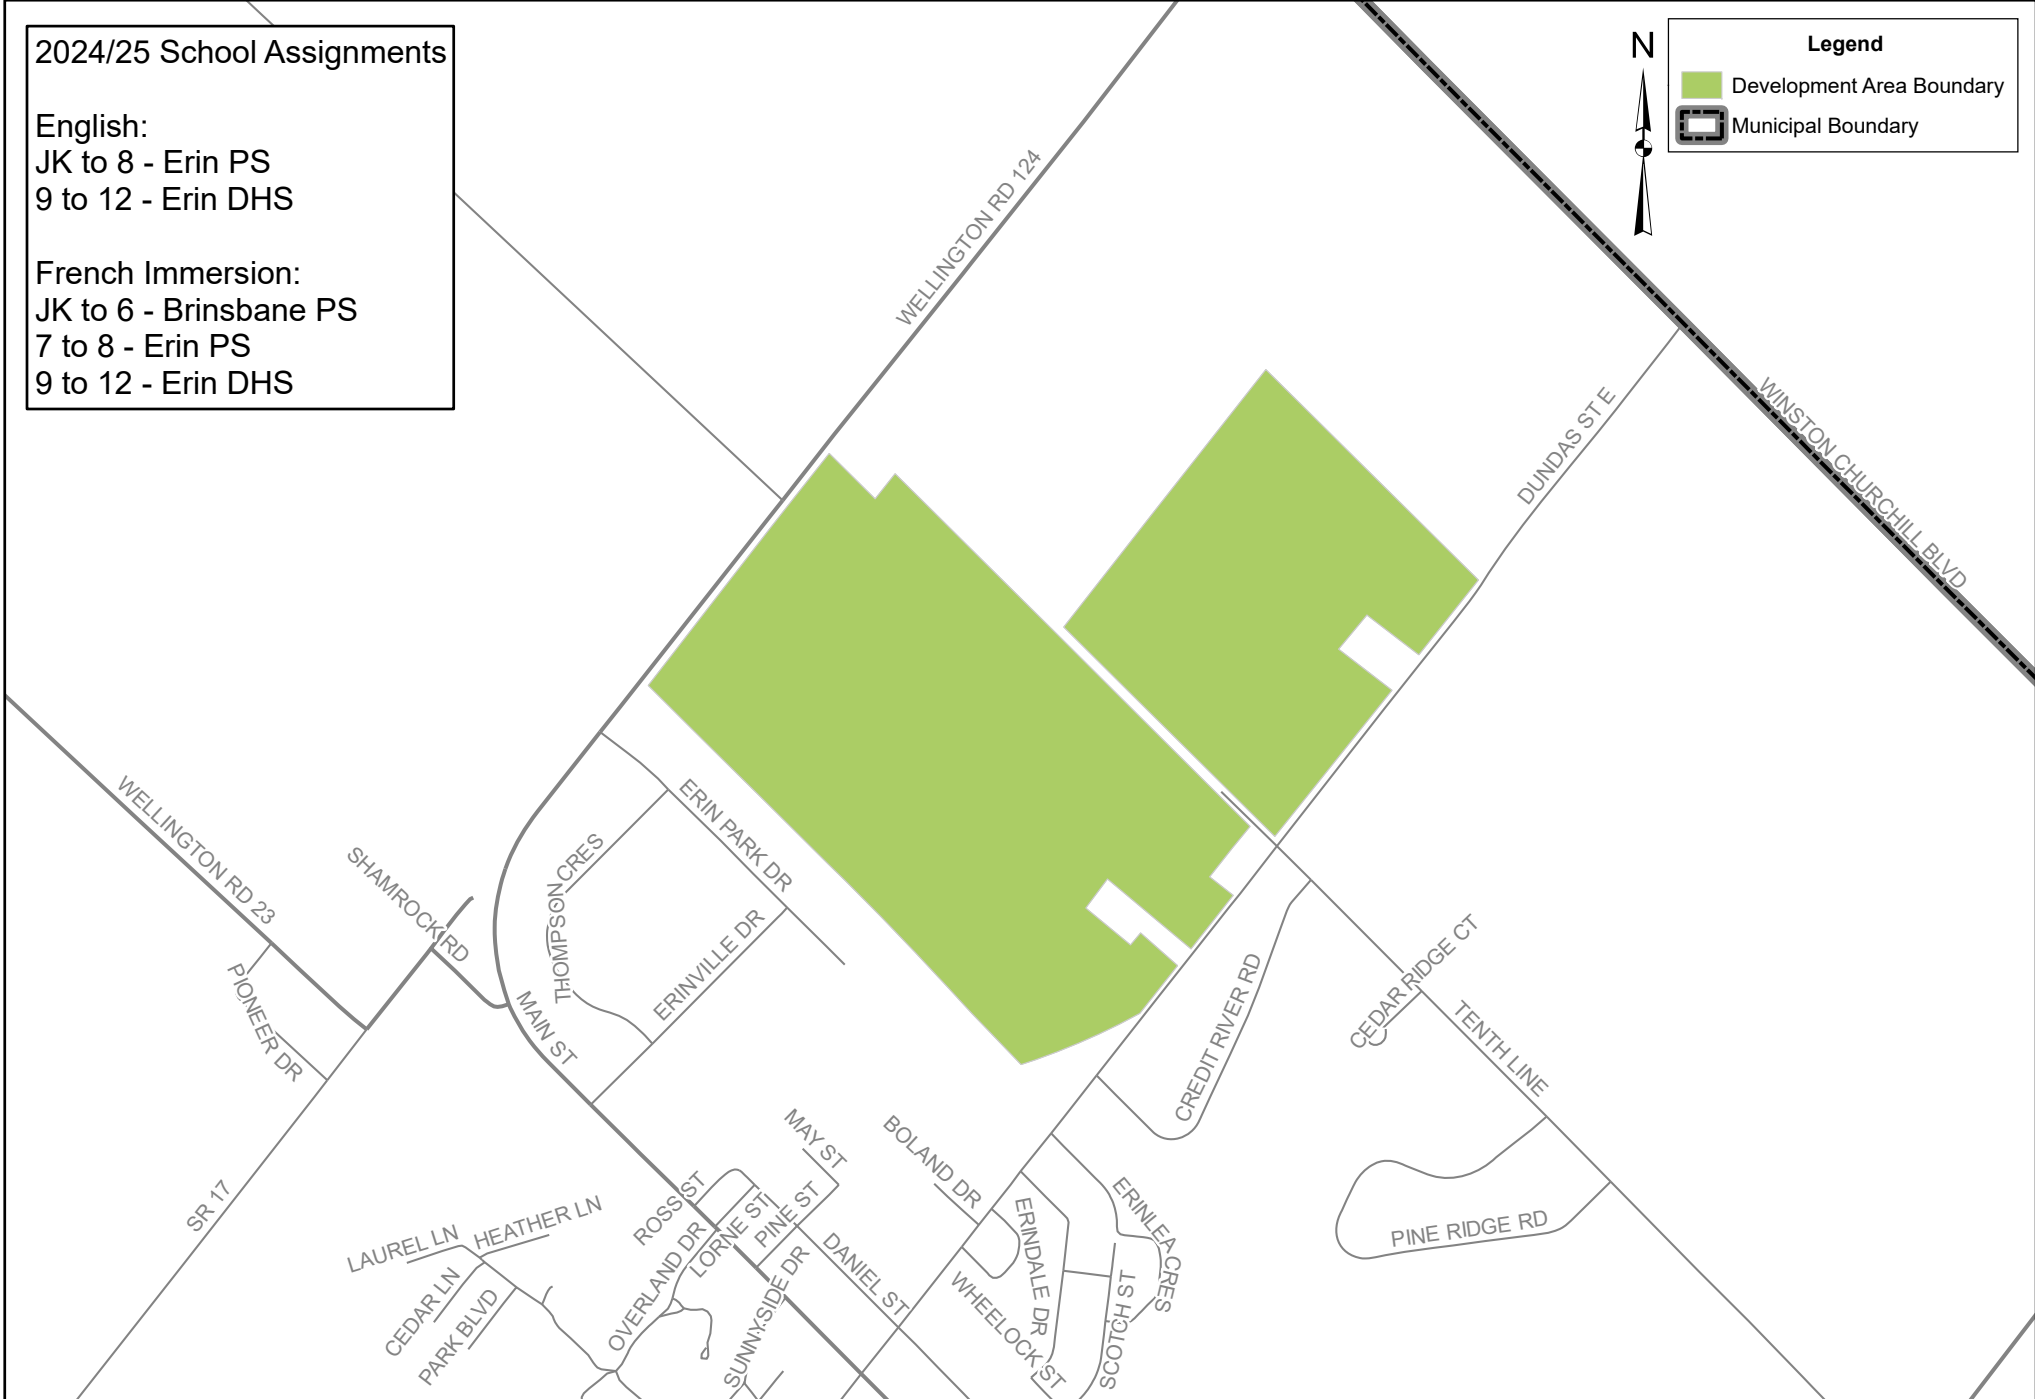 2024/25 School Assignments
English:
JK to 8 - Erin PS
9 to 12 - Erin DHS
French Immersion:
JK to 6 - Brinsbane PS
7 to 8 - Erin PS
9 to 12 - Erin DHS
N
Legend
Development Area Boundary
Municipal Boundary
WELLINGTON RD 124
DUNDAS ST E
WINSTON CHURCHILL BLVD
WELLINGTON RD 23
SHAMROCK RD
PIONEER DR
SR 17
MAIN ST
THOMPSON CRES
ERIN PARK DR
ERINVILLE DR
CREDIT RIVER RD
CEDAR RIDGE CT
TENTH LINE
PINE RIDGE RD
MAY ST
BOLAND DR
ROSS ST
LORNE ST
PINE ST
OVERLAND DR
SUNNYSIDE DR
DANIEL ST
WHEELOCK ST
ERINDALE DR
ERINLEA CRES
SCOTCH ST
LAUREL LN
HEATHER LN
CEDAR LN
PARK BLVD